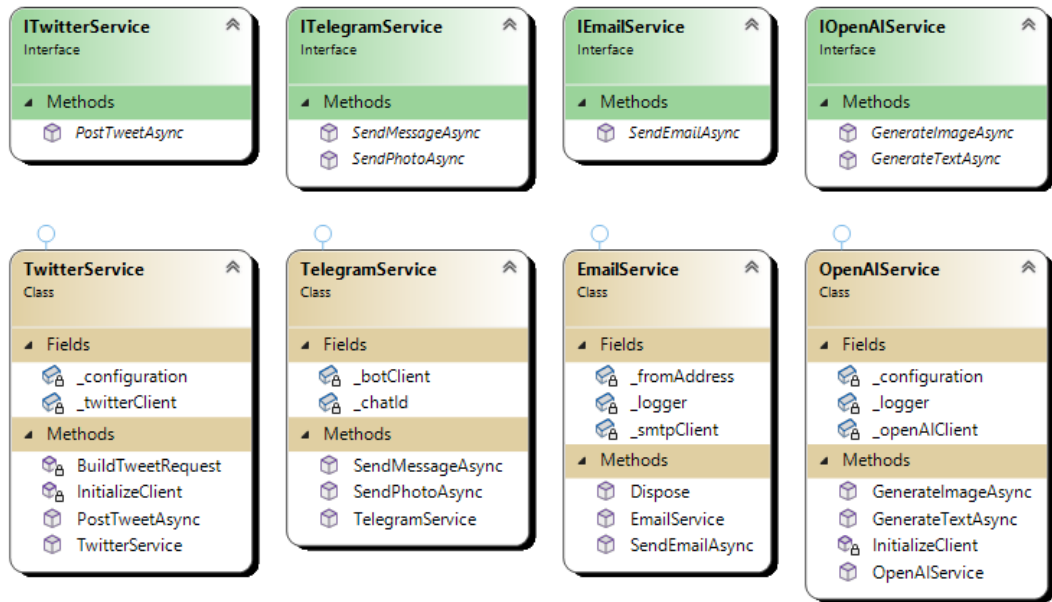 ITwitterService
Interface
Methods
PostTweetAsync
ITelegramService
Interface
Methods
SendMessageAsync
SendPhotoAsync
IEmailService
Interface
Methods
SendEmailAsync
IOpenAIService
Interface
Methods
GenerateImageAsync
GenerateTextAsync
TwitterService
Class
Fields
_configuration
_twitterClient
Methods
BuildTweetRequest
InitializeClient
PostTweetAsync
TwitterService
TelegramService
Class
Fields
_botClient
_chatId
Methods
SendMessageAsync
SendPhotoAsync
TelegramService
EmailService
Class
Fields
_fromAddress
_logger
_smtpClient
Methods
Dispose
EmailService
SendEmailAsync
OpenAIService
Class
Fields
_configuration
_logger
_openAIClient
Methods
GenerateImageAsync
GenerateTextAsync
InitializeClient
OpenAIService